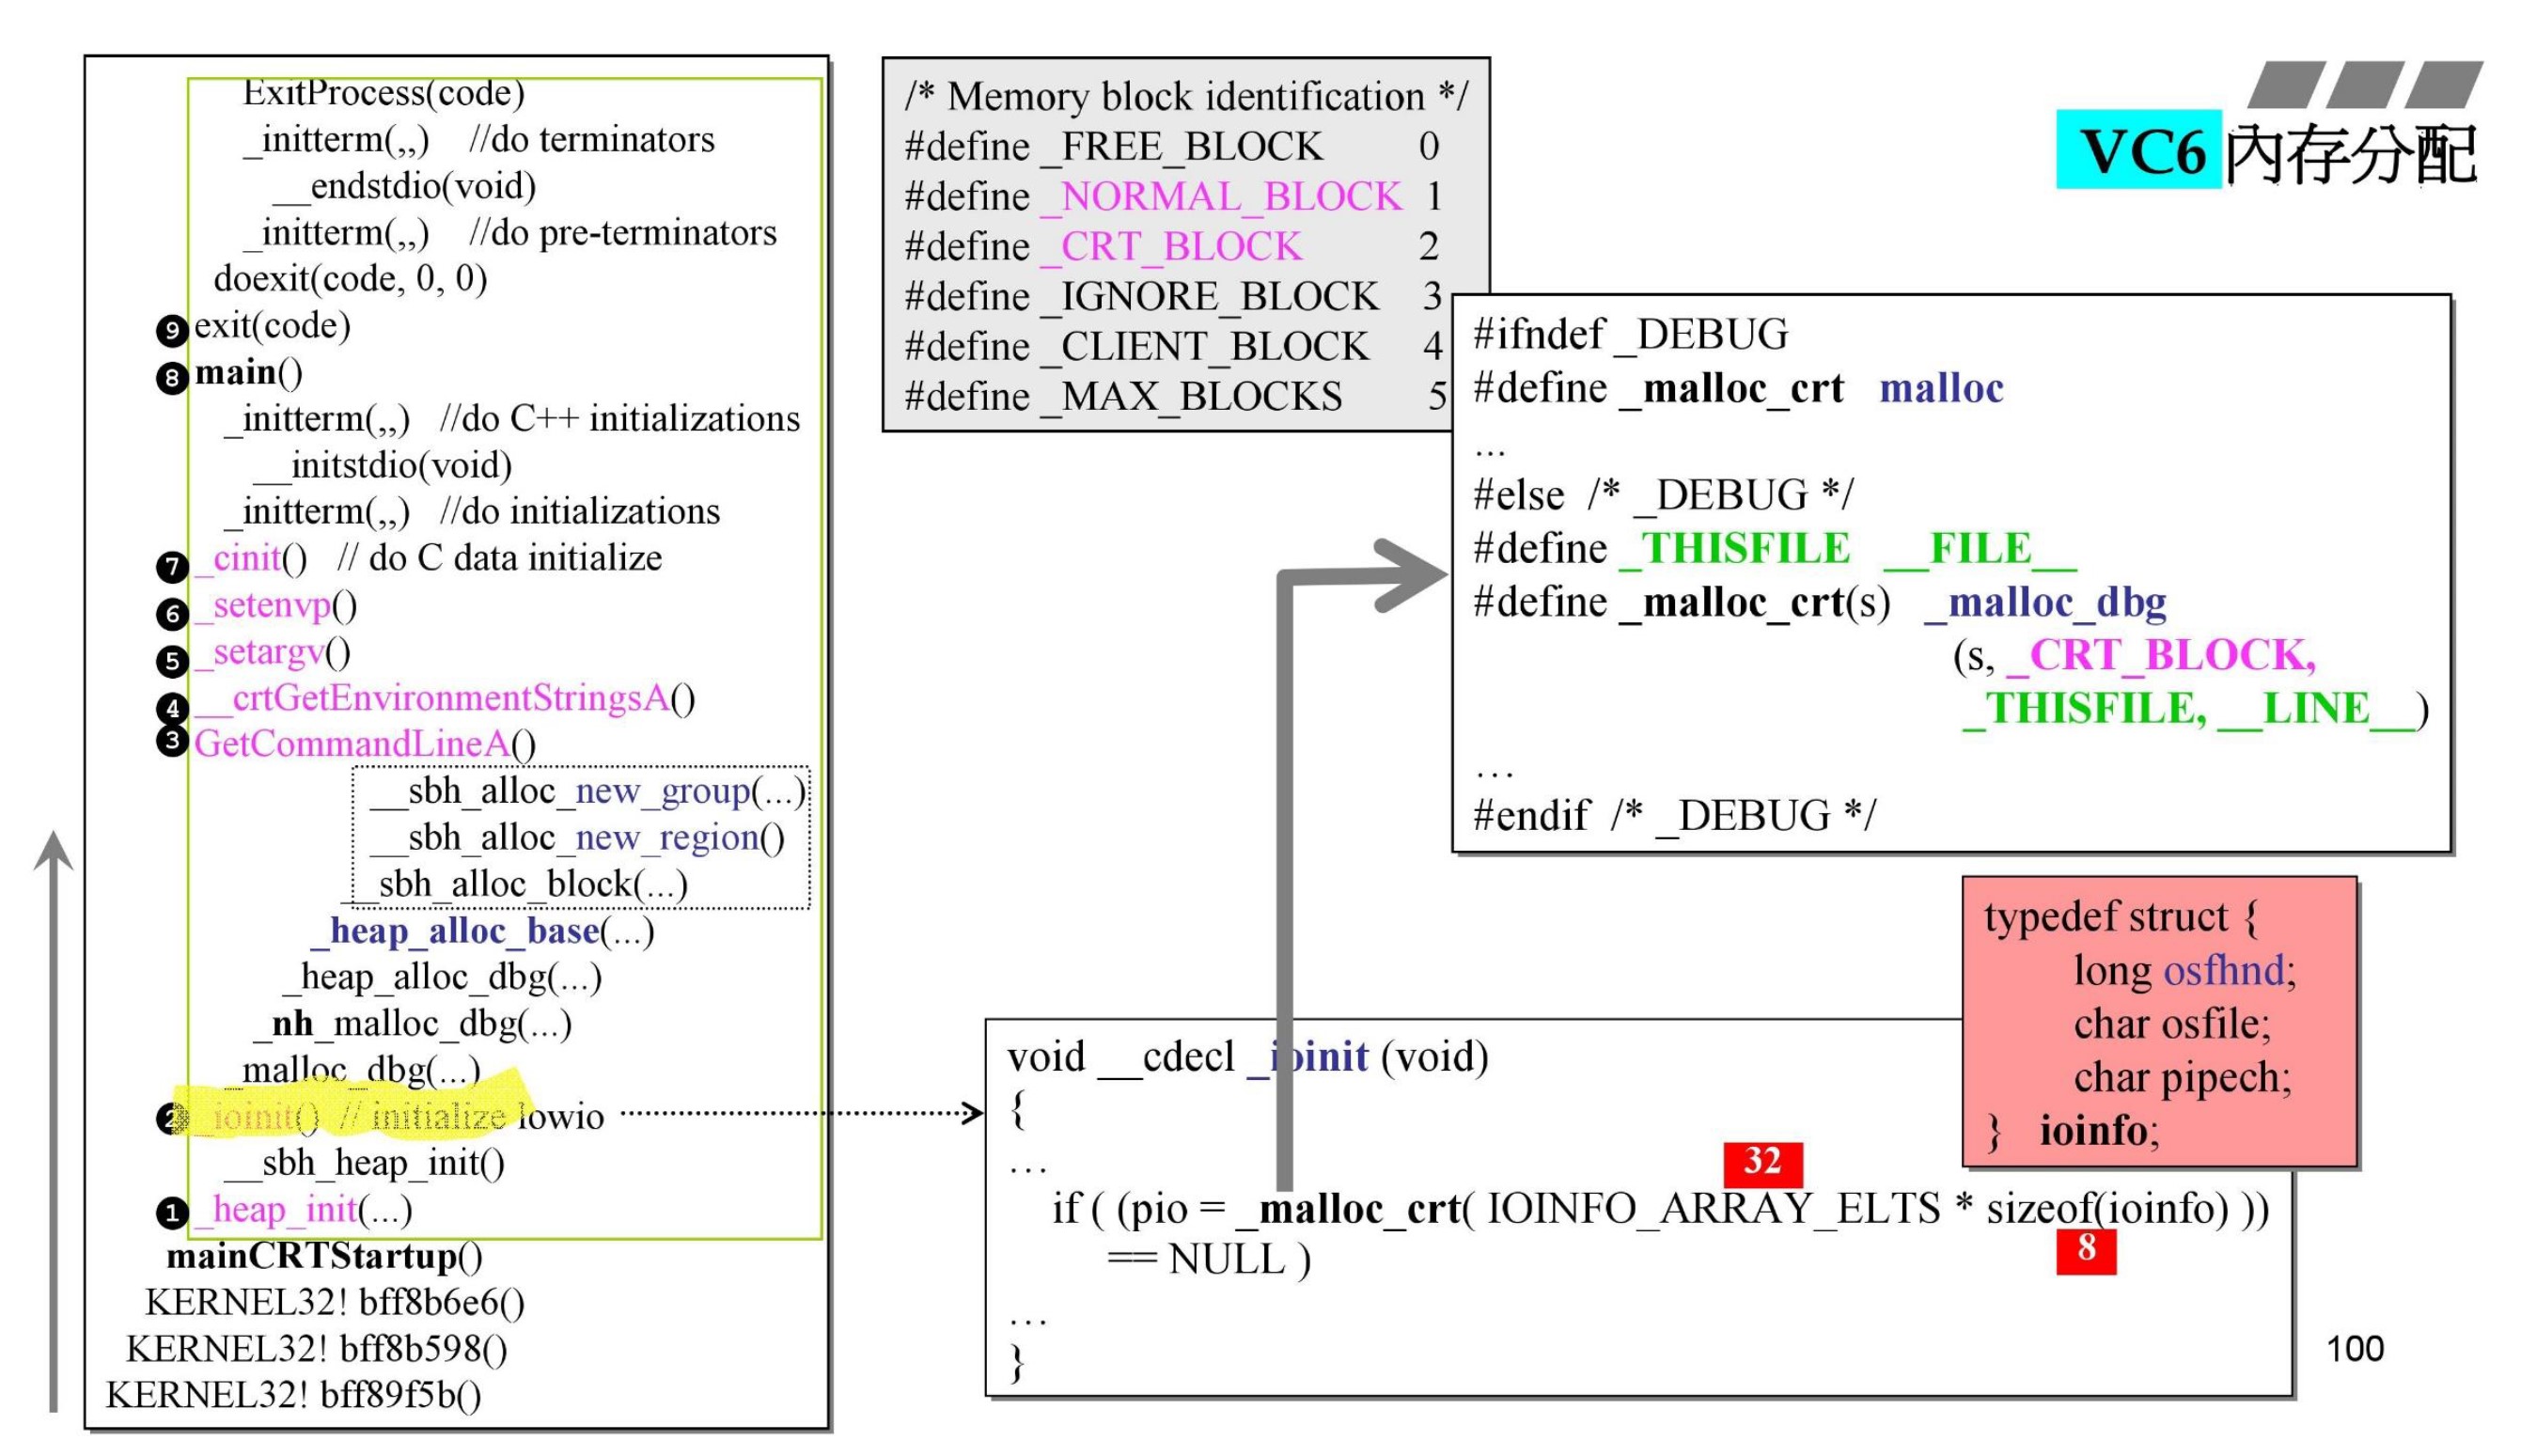 VC6 內存分配
ExitProcess(code)
_initterm(,,) //do terminators
__endstdio(void)
_initterm(,,) //do pre-terminators
doexit(code, 0, 0)
❾ exit(code)
❽ main()
_initterm(,,) //do C++ initializations
__initstdio(void)
_initterm(,,) //do initializations
❼ _cinit() // do C data initialize
❻ _setenvp()
❺ _setargv()
❹ __crtGetEnvironmentStringsA()
❸ GetCommandLineA()
__sbh_alloc_new_group(...)
__sbh_alloc_new_region()
__sbh_alloc_block(...)
_heap_alloc_base(...)
_heap_alloc_dbg(...)
_nh_malloc_dbg(...)
_malloc_dbg(...)
❷ _ioinit() // initialize lowio
__sbh_heap_init()
❶ _heap_init(...)
mainCRTStartup()
KERNEL32! bff8b6e6()
KERNEL32! bff8b598()
KERNEL32! bff89f5b()
/* Memory block identification */
#define _FREE_BLOCK 0
#define _NORMAL_BLOCK 1
#define _CRT_BLOCK 2
#define _IGNORE_BLOCK 3
#define _CLIENT_BLOCK 4
#define _MAX_BLOCKS 5
#ifndef _DEBUG
#define _malloc_crt malloc
...
#else /* _DEBUG */
#define _THISFILE __FILE__
#define _malloc_crt(s) _malloc_dbg
(s, _CRT_BLOCK,
_THISFILE, __LINE__)
...
#endif /* _DEBUG */
typedef struct {
long osfhnd;
char osfile;
char pipech;
} ioinfo;
void __cdecl _ioinit (void)
{
...
32
if ( (pio = _malloc_crt( IOINFO_ARRAY_ELTS * sizeof(ioinfo) ))
8
== NULL )
...
}
100